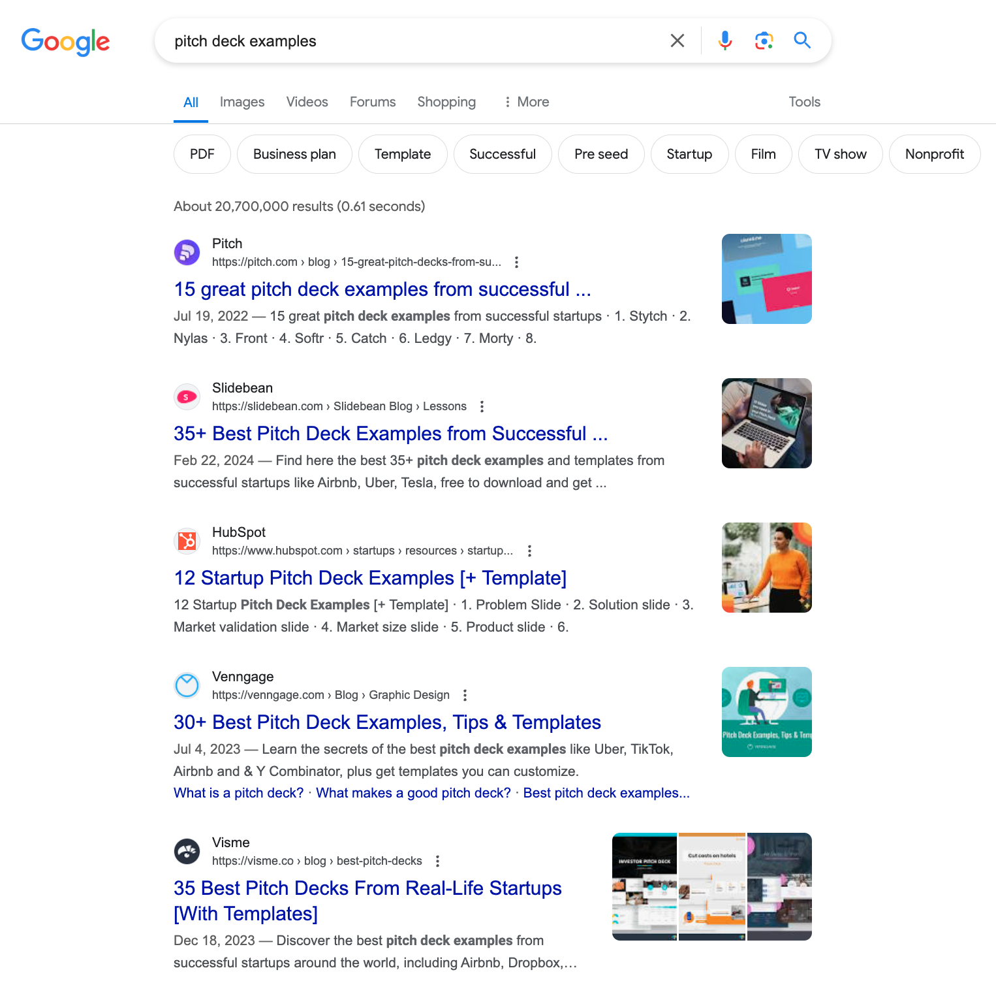 Google
pitch deck examples
All Images Videos Forums Shopping More Tools
PDF Business plan Template Successful Pre seed Startup Film TV show Nonprofit
About 20,700,000 results (0.61 seconds)
Pitch
https://pitch.com › blog › 15-great-pitch-decks-from-su...
15 great pitch deck examples from successful ...
Jul 19, 2022 — 15 great pitch deck examples from successful startups · 1. Stytch · 2.
Nylas · 3. Front · 4. Softr · 5. Catch · 6. Ledgy · 7. Morty · 8.
Slidebean
https://slidebean.com › Slidebean Blog › Lessons
35+ Best Pitch Deck Examples from Successful ...
Feb 22, 2024 — Find here the best 35+ pitch deck examples and templates from
successful startups like Airbnb, Uber, Tesla, free to download and get ...
HubSpot
https://www.hubspot.com › startups › resources › startup...
12 Startup Pitch Deck Examples [+ Template]
12 Startup Pitch Deck Examples [+ Template] · 1. Problem Slide · 2. Solution slide · 3.
Market validation slide · 4. Market size slide · 5. Product slide · 6.
Venngage
https://venngage.com › Blog › Graphic Design
30+ Best Pitch Deck Examples, Tips & Templates
Jul 4, 2023 — Learn the secrets of the best pitch deck examples like Uber, TikTok,
Airbnb and & Y Combinator, plus get templates you can customize.
What is a pitch deck? · What makes a good pitch deck? · Best pitch deck examples...
Pitch Deck Examples, Tips & Temp
VENNGAGE
Visme
https://visme.co › blog › best-pitch-decks
35 Best Pitch Decks From Real-Life Startups
[With Templates]
Dec 18, 2023 — Discover the best pitch deck examples from
successful startups around the world, including Airbnb, Dropbox,...
INVESTOR PITCH DECK
Cut costs on hotels